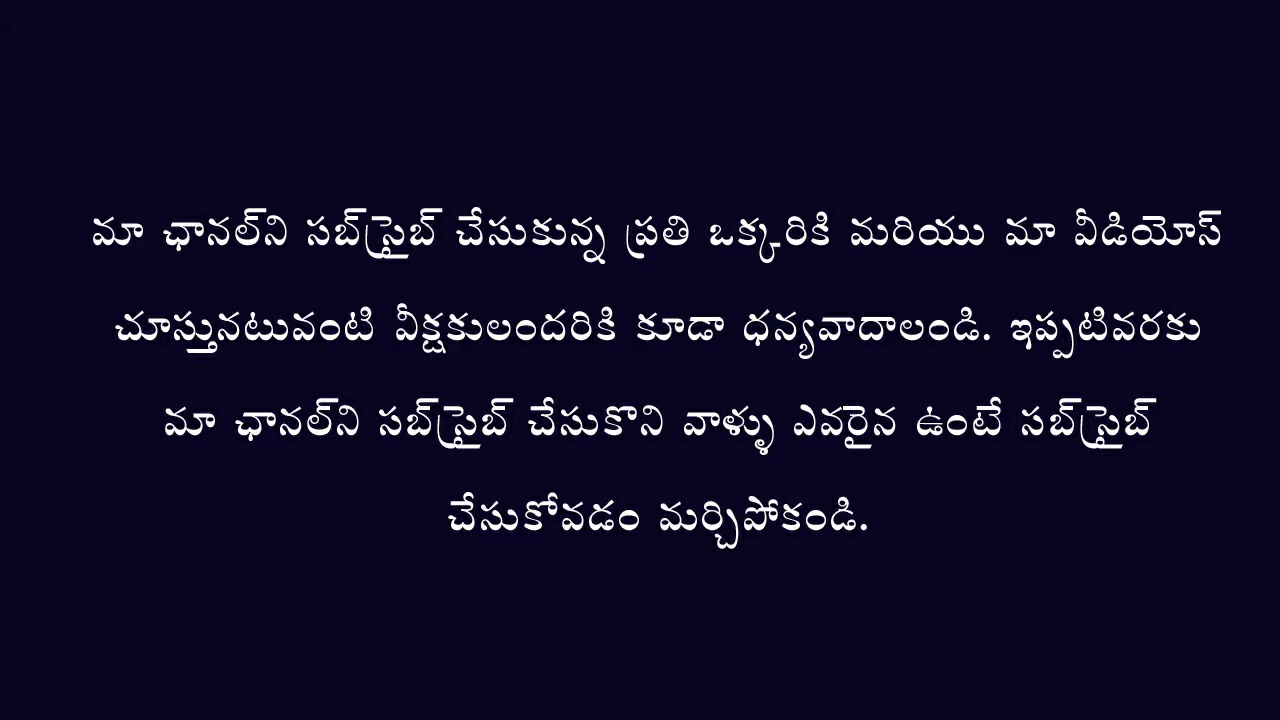 మా ఛానల్‌ని సబ్‌స్రైబ్ చేసుకున్న ప్రతి ఒక్కరికి మరియు మా వీడియోస్
చూస్తునటువంటి వీక్షకులందరికి కూడా ధన్యవాదాలండి. ఇప్పటివరకు
మా ఛానల్‌ని సబ్‌స్రైబ్ చేసుకొని వాళ్ళు ఎవరైన ఉంటే సబ్‌స్రైబ్
చేసుకోవడం మర్చిపోకండి.